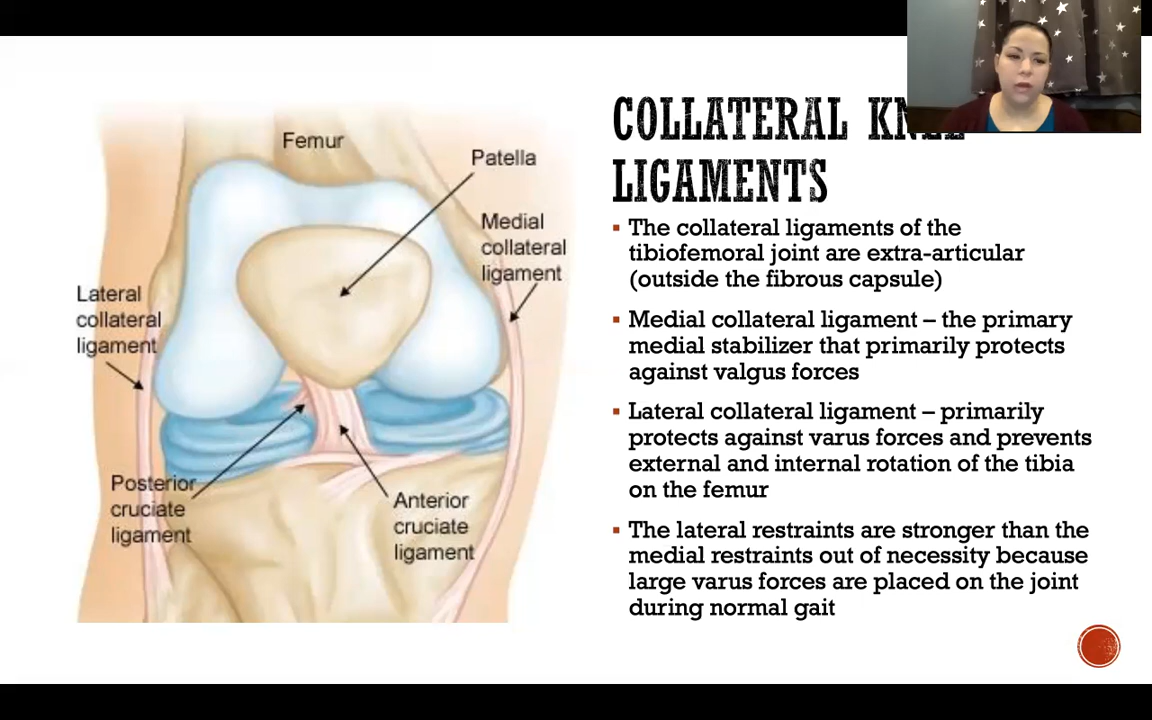 Femur
Patella
Medial
collateral
ligament
Lateral
collateral
ligament
Posterior
cruciate
ligament
Anterior
cruciate
ligament
COLLATERAL
LIGAMENTS
▪ The collateral ligaments of the
tibiofemoral joint are extra-articular
(outside the fibrous capsule)
▪ Medial collateral ligament – the primary
medial stabilizer that primarily protects
against valgus forces
▪ Lateral collateral ligament – primarily
protects against varus forces and prevents
external and internal rotation of the tibia
on the femur
▪ The lateral restraints are stronger than the
medial restraints out of necessity because
large varus forces are placed on the joint
during normal gait